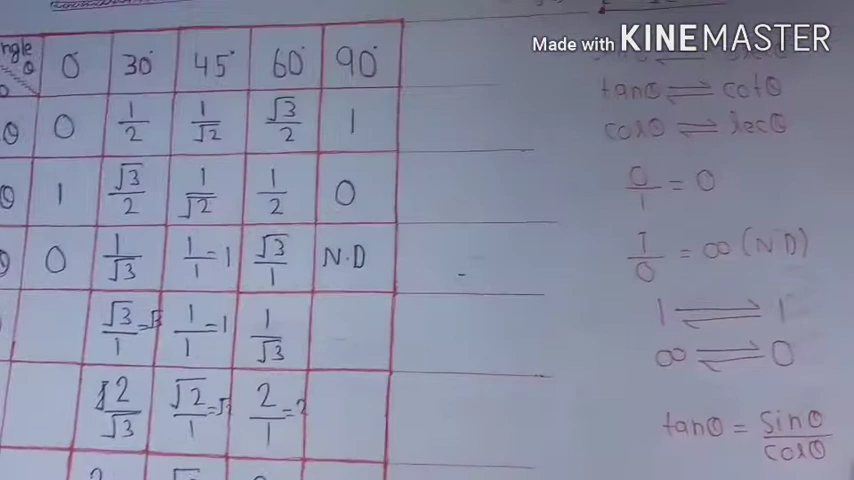 Made with KINEMASTER
ngle θ 0° 30° 45° 60° 90°
θ 0 1/2 1/√2 √3/2 1
θ 1 √3/2 1/√2 1/2 0
θ 0 1/√3 1/1=1 √3/1 N.D
√3/1=√3 1/1=1 1/√3
2/√3 √2/1=√2 2/1=2
tanθ ⇌ cotθ
cosθ ⇌ secθ
0/1 = 0
1/0 = ∞ (N.D)
1 ⇌ 1
∞ ⇌ 0
tanθ = sinθ/cosθ